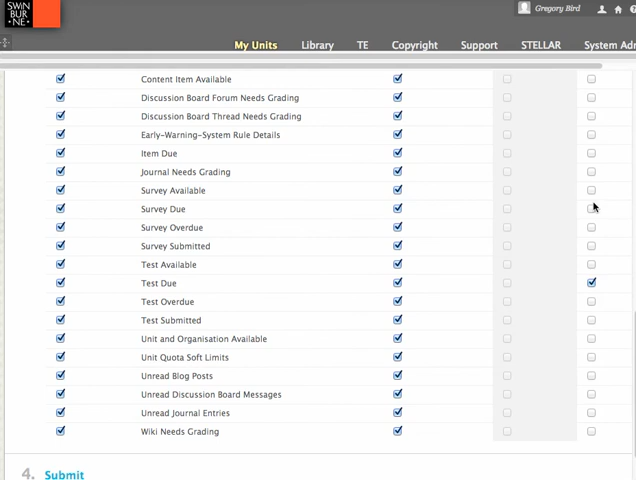 SWIN
BUR
NE
Gregory Bird
My Units Library TE Copyright Support STELLAR System Adm
Content Item Available
Discussion Board Forum Needs Grading
Discussion Board Thread Needs Grading
Early-Warning-System Rule Details
Item Due
Journal Needs Grading
Survey Available
Survey Due
Survey Overdue
Survey Submitted
Test Available
Test Due
Test Overdue
Test Submitted
Unit and Organisation Available
Unit Quota Soft Limits
Unread Blog Posts
Unread Discussion Board Messages
Unread Journal Entries
Wiki Needs Grading
4. Submit